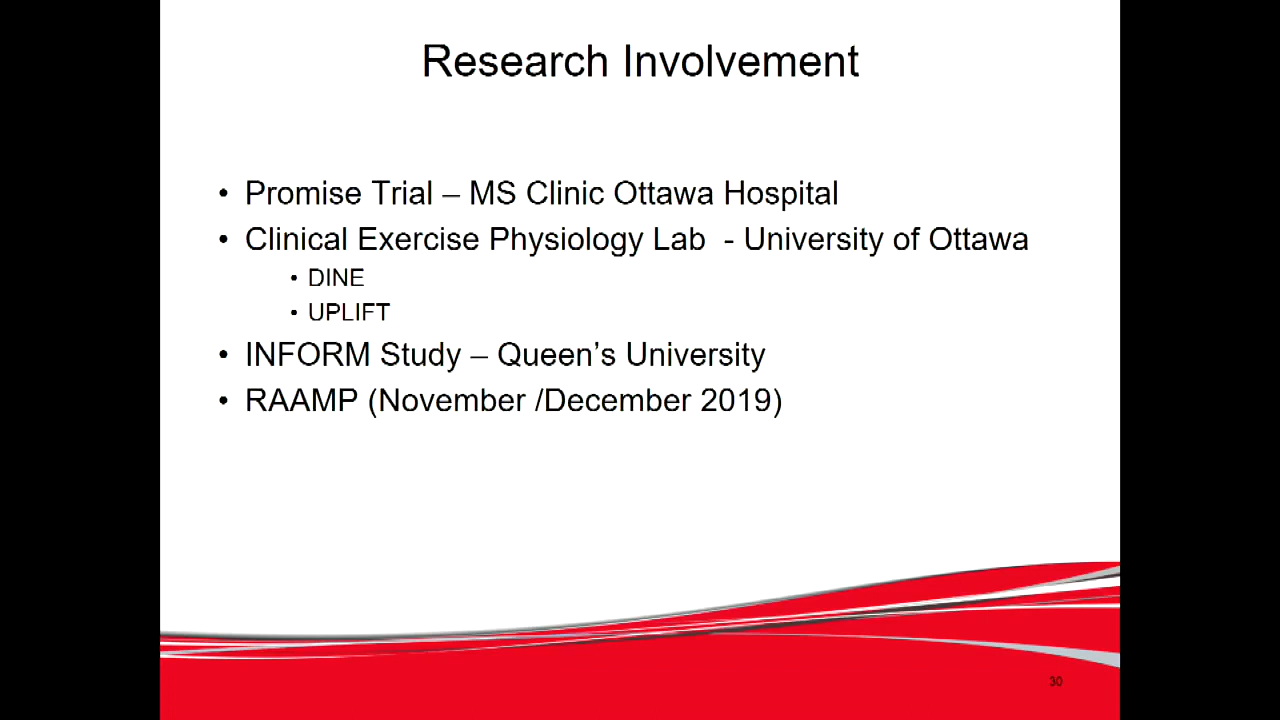 Research Involvement
• Promise Trial – MS Clinic Ottawa Hospital
• Clinical Exercise Physiology Lab  - University of Ottawa
• DINE
• UPLIFT
• INFORM Study – Queen’s University
• RAAMP (November /December 2019)
30